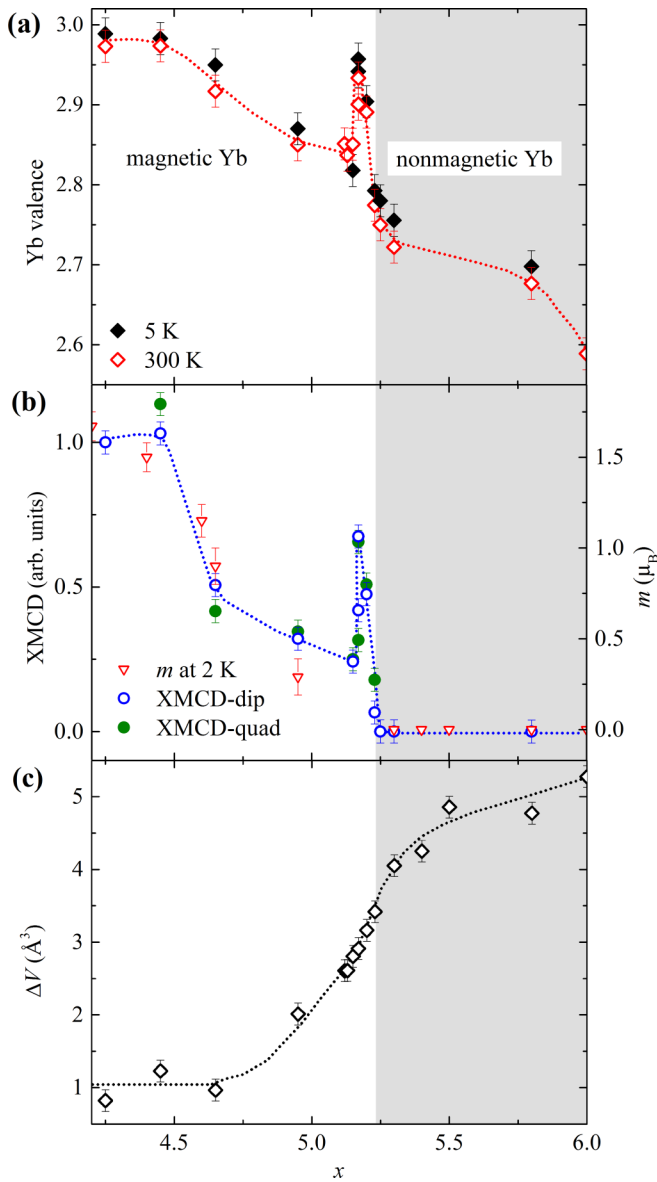 (a)
3.0
2.9
2.8
2.7
2.6
Yb valence
magnetic Yb
nonmagnetic Yb
5 K
300 K
(b)
1.0
0.5
0.0
XMCD (arb. units)
1.5
1.0
0.5
0.0
m (μB)
m at 2 K
XMCD-dip
XMCD-quad
(c)
5
4
3
2
1
ΔV (Å³)
4.5 5.0 5.5 6.0
x